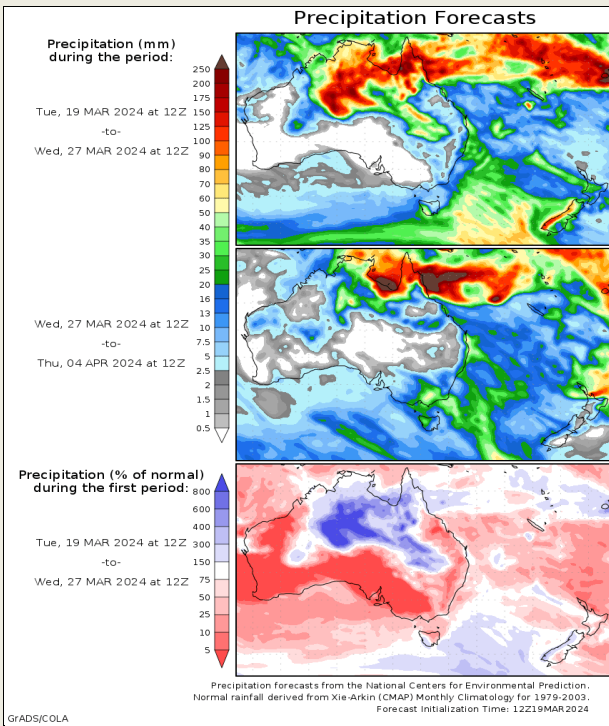 Precipitation Forecasts
Precipitation (mm)
during the period:
Tue, 19 MAR 2024 at 12Z
-to-
Wed, 27 MAR 2024 at 12Z
250
200
175
150
125
100
90
80
70
60
50
40
35
30
25
20
16
13
10
7.5
5
2.5
2
1.5
1
0.5
Wed, 27 MAR 2024 at 12Z
-to-
Thu, 04 APR 2024 at 12Z
Precipitation (% of normal)
during the first period:
Tue, 19 MAR 2024 at 12Z
-to-
Wed, 27 MAR 2024 at 12Z
800
600
400
300
150
75
50
25
10
5
Precipitation forecasts from the National Centers for Environmental Prediction.
Normal rainfall derived from Xie-Arkin (CMAP) Monthly Climatology for 1979-2003.
Forecast Initialization Time: 12Z19MAR2024
GrADS/COLA